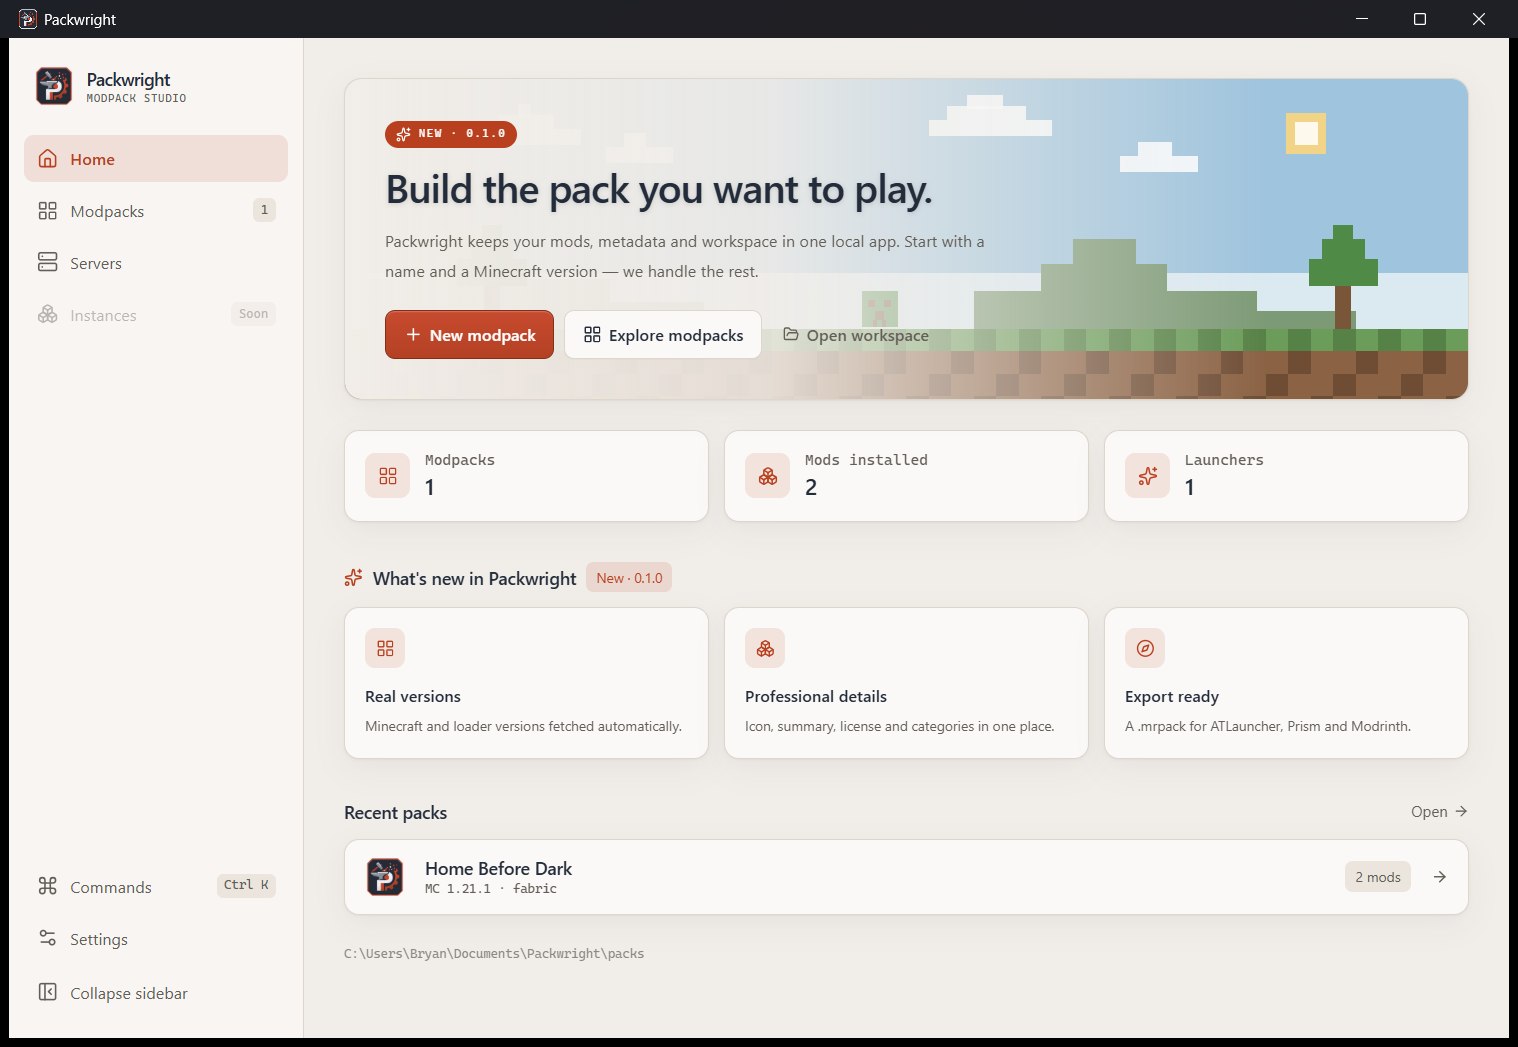 Packwright
Packwright
MODPACK STUDIO
Home
Modpacks
1
Servers
Instances
Soon
Commands
Ctrl K
Settings
Collapse sidebar
NEW · 0.1.0
Build the pack you want to play.
Packwright keeps your mods, metadata and workspace in one local app. Start with a
name and a Minecraft version — we handle the rest.
New modpack
Explore modpacks
Open workspace
Modpacks
1
Mods installed
2
Launchers
1
What's new in Packwright
New · 0.1.0
Real versions
Minecraft and loader versions fetched automatically.
Professional details
Icon, summary, license and categories in one place.
Export ready
A .mrpack for ATLauncher, Prism and Modrinth.
Recent packs
Open
Home Before Dark
MC 1.21.1 · fabric
2 mods
C:\Users\Bryan\Documents\Packwright\packs